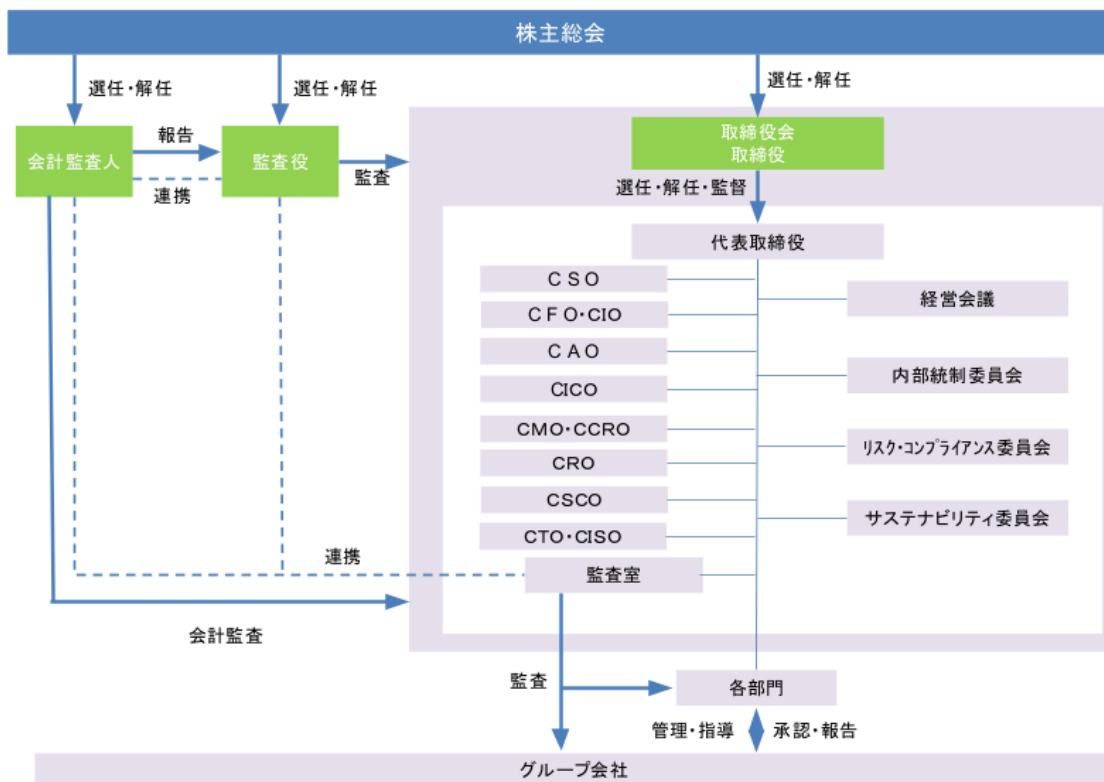 株主総会
選任・解任
選任・解任
選任・解任
会計監査人
報告
連携
監査役
監査
取締役会
取締役
選任・解任・監督
代表取締役
CSO
CFO・CIO
CAO
CICO
CMO・CCRO
CRO
CSCO
CTO・CISO
監査室
経営会議
内部統制委員会
リスク・コンプライアンス委員会
サステナビリティ委員会
連携
会計監査
監査
各部門
管理・指導
承認・報告
グループ会社